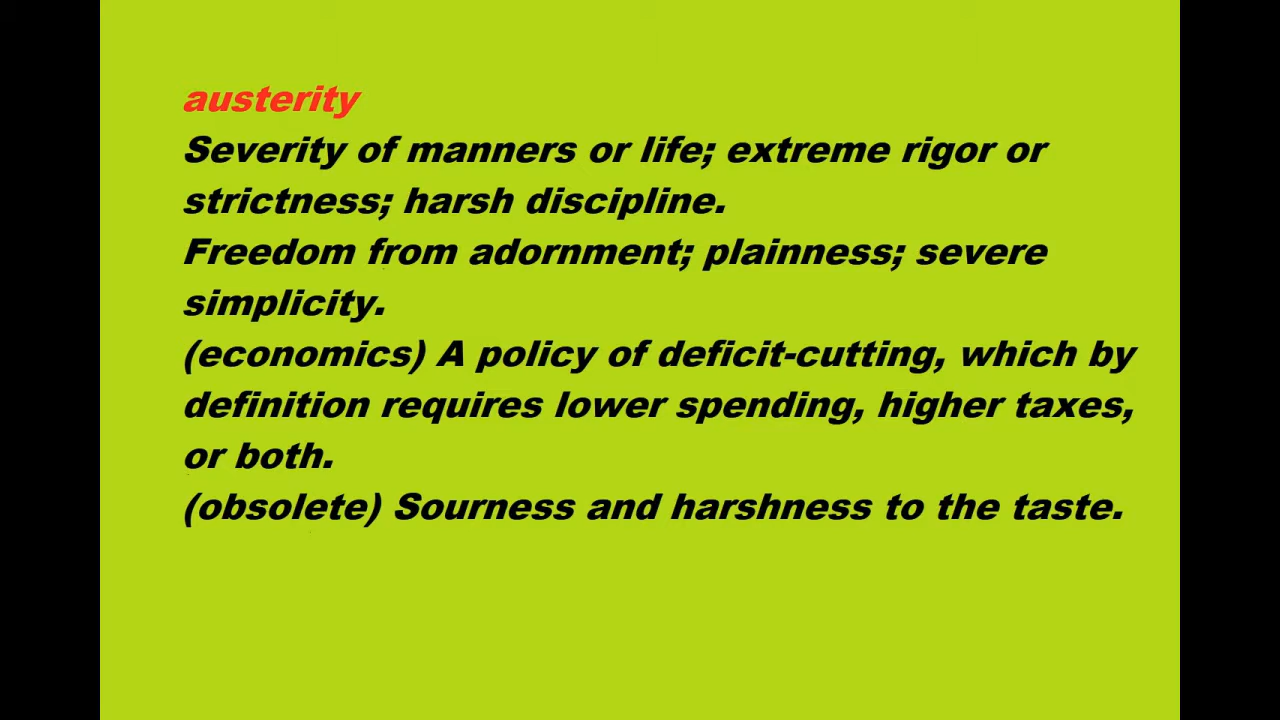 austerity
Severity of manners or life; extreme rigor or
strictness; harsh discipline.
Freedom from adornment; plainness; severe
simplicity.
(economics) A policy of deficit-cutting, which by
definition requires lower spending, higher taxes,
or both.
(obsolete) Sourness and harshness to the taste.